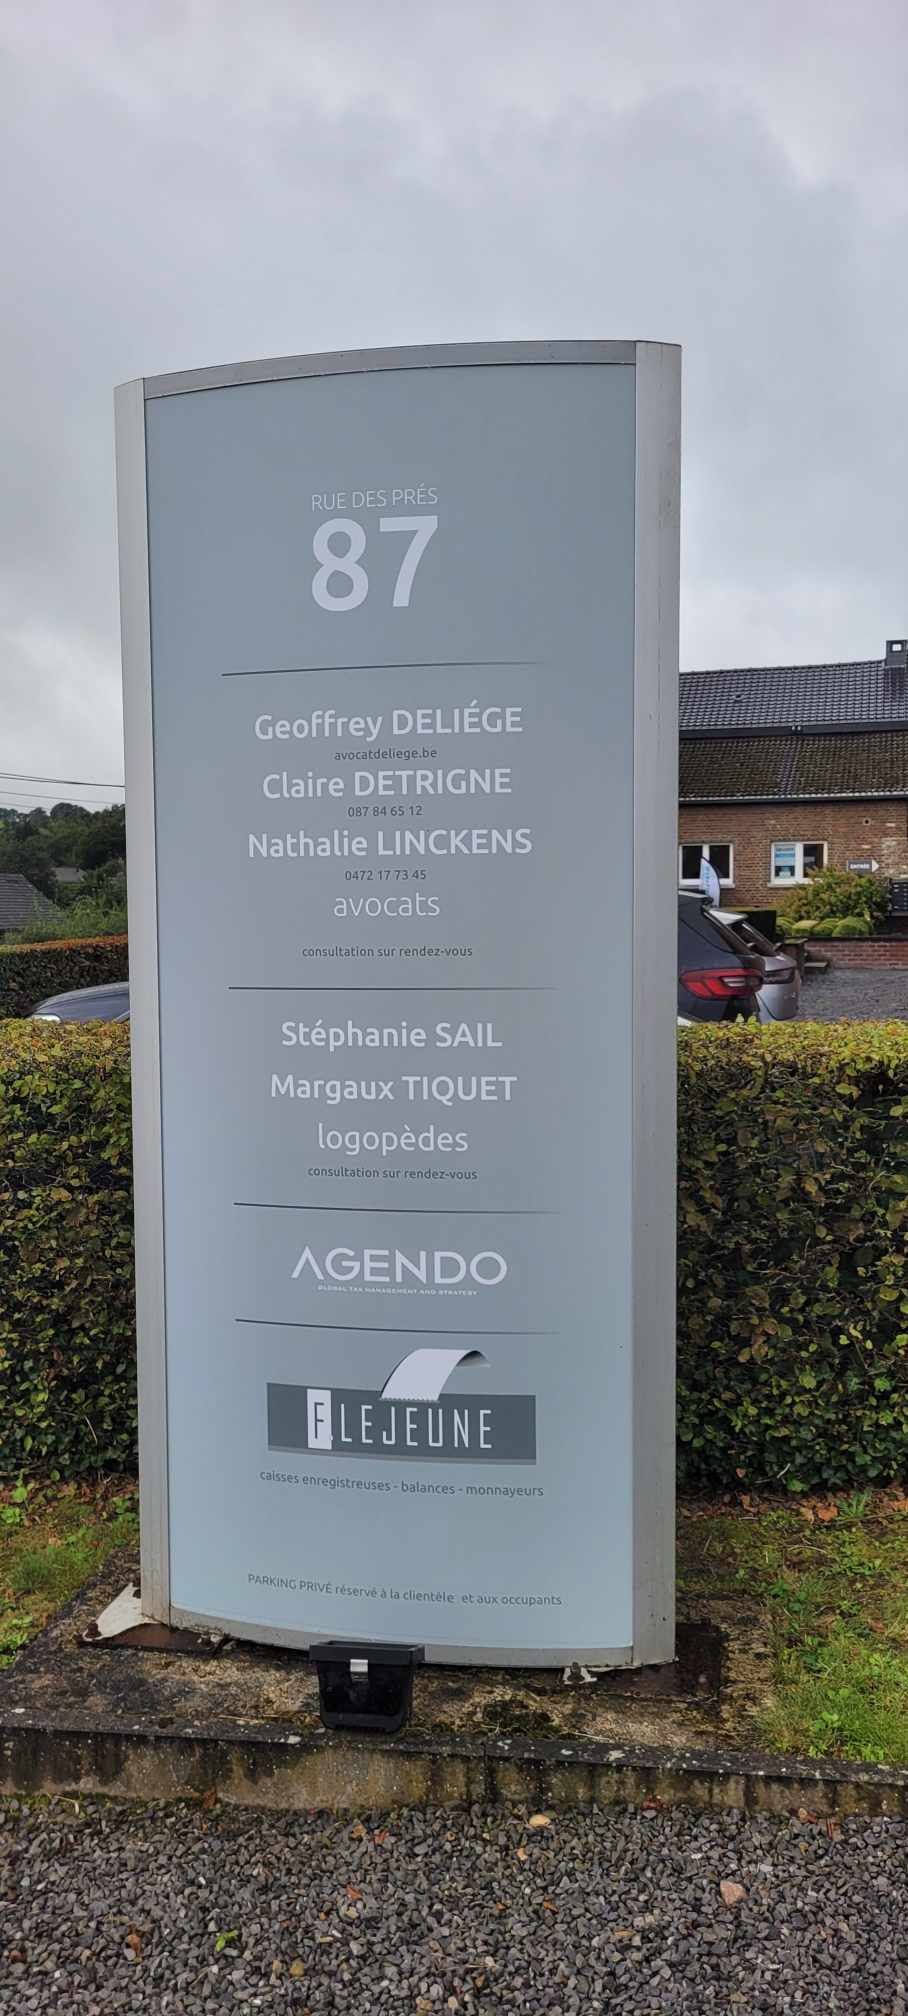 RUE DES PRÉS
87
Geoffrey DELIÉGE
avocatdeliege.be
Claire DETRIGNE
087 84 65 12
Nathalie LINCKENS
0472 17 73 45
avocats
consultation sur rendez-vous
Stéphanie SAIL
Margaux TIQUET
logopèdes
consultation sur rendez-vous
AGENDO
GLOBAL TAX MANAGEMENT AND STRATEGY
F.LEJEUNE
caisses enregistreuses - balances - monnayeurs
PARKING PRIVÉ réservé à la clientèle et aux occupants
ENTRÉE